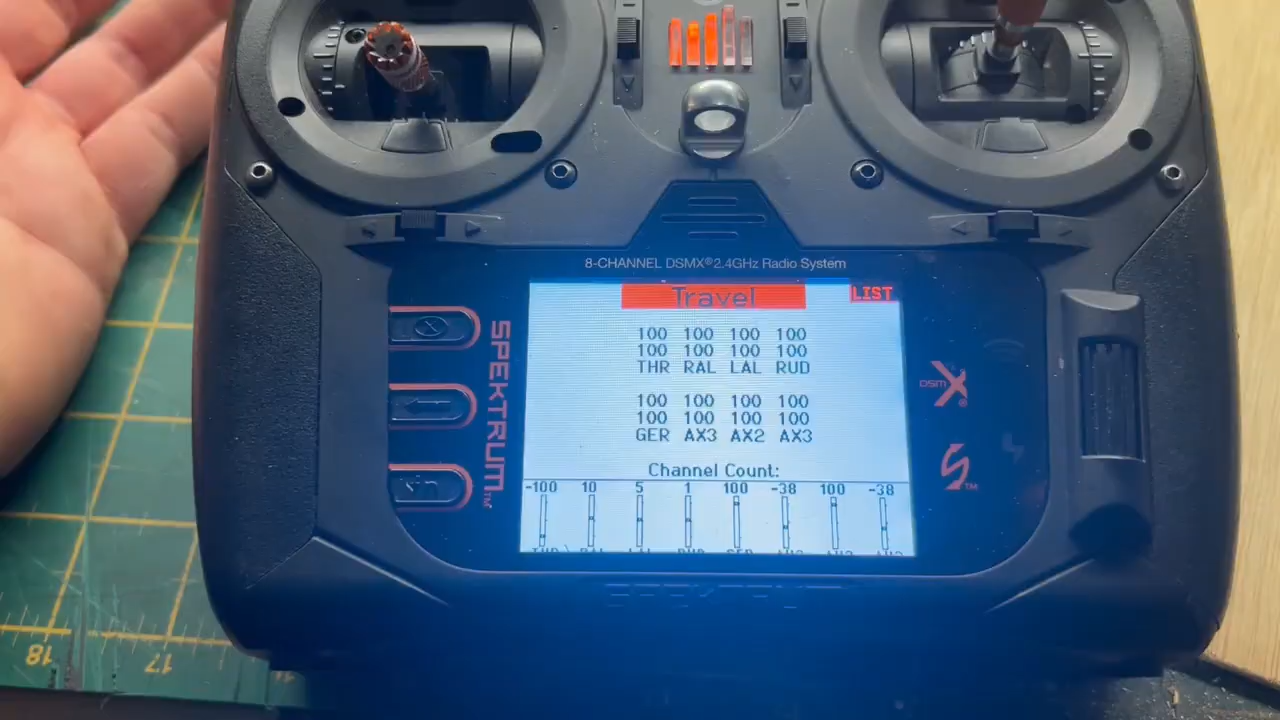 8-CHANNEL DSMX® 2.4GHz Radio System
Travel
LIST
100 100 100 100
100 100 100 100
THR RAL LAL RUD
100 100 100 100
100 100 100 100
GER AX3 AX2 AX3
Channel Count:
-100 10 5 1 100 -38 100 -38
SPEKTRUM™
DSMX®
SPEKTRUM
18
17